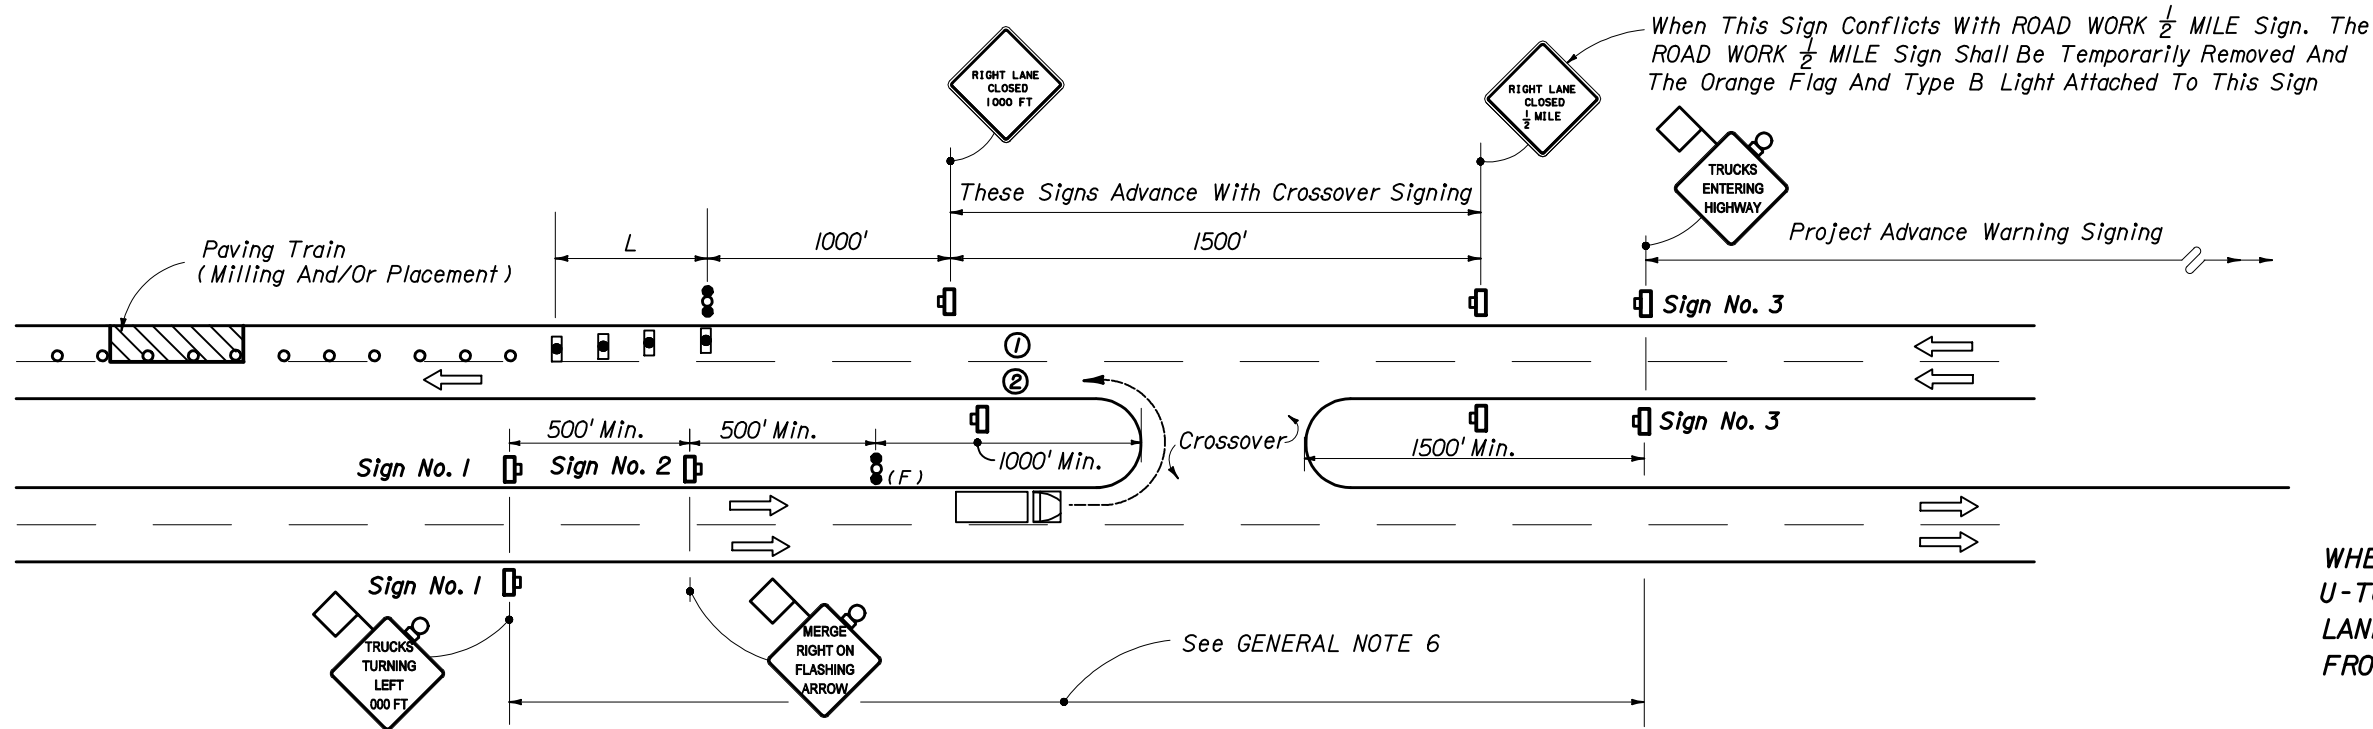 When This Sign Conflicts With ROAD WORK 1/2 MILE Sign. The
ROAD WORK 1/2 MILE Sign Shall Be Temporarily Removed And
The Orange Flag And Type B Light Attached To This Sign
RIGHT LANE
CLOSED
1000 FT
RIGHT LANE
CLOSED
1/2 MILE
TRUCKS
ENTERING
HIGHWAY
These Signs Advance With Crossover Signing
Project Advance Warning Signing
Paving Train
(Milling And/Or Placement)
L
1000'
1500'
Sign No. 3
1
2
500' Min.
500' Min.
1000' Min.
Crossover
1500' Min.
Sign No. 3
Sign No. 1
Sign No. 2
(F)
Sign No. 1
TRUCKS
TURNING
LEFT
000 FT
MERGE
RIGHT ON
FLASHING
ARROW
See GENERAL NOTE 6
WHE
U-T
LAN
FRO